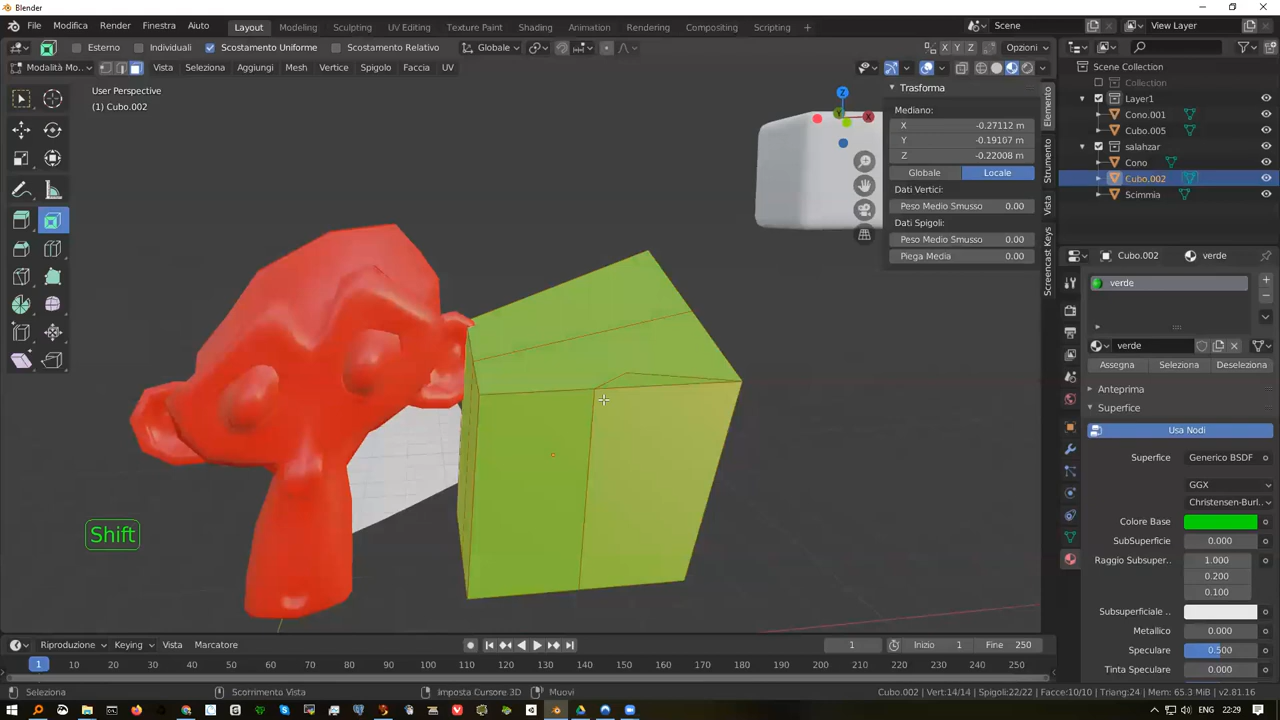 Blender
File Modifica Render Finestra Aiuto Layout Modeling Sculpting UV Editing Texture Paint Shading Animation Rendering Compositing Scripting + Scene View Layer
Esterno Individuali Scostamento Uniforme Scostamento Relativo Globale X Y Z Opzioni
Modalità Mo... Vista Seleziona Aggiungi Mesh Vertice Spigolo Faccia UV
User Perspective
(1) Cubo.002
Z
Y
X
Trasforma
Mediano:
X -0.27112 m
Y -0.19107 m
Z -0.22008 m
Globale Locale
Dati Vertici:
Peso Medio Smusso 0.00
Dati Spigoli:
Peso Medio Smusso 0.00
Piega Media 0.00
Elemento
Strumento
Vista
Screencast Keys
Scene Collection
Collection
Layer1
Cono.001
Cubo.005
salahzar
Cono
Cubo.002
Scimmia
Cubo.002 verde
verde
verde
Assegna Seleziona Deseleziona
Anteprima
Superfice
Usa Nodi
Superfice Generico BSDF
GGX
Christensen-Burl..
Colore Base
SubSuperficie 0.000
Raggio Subsuper.. 1.000
0.200
0.100
Subsuperficiale ..
Metallico 0.000
Speculare 0.500
Tinta Speculare 0.000
Shift
Riproduzione Keying Vista Marcatore 1 Inizio 1 Fine 250
1 10 20 30 40 50 60 70 80 90 100 110 120 130 140 150 160 170 180 190 200 210 220 230 240 250
Seleziona Scorrimento Vista Imposta Cursore 3D Muovi Cubo.002 | Vert:14/14 | Spigoli:22/22 | Facce:10/10 | Triang:24 | Mem: 65.3 MiB | v2.81.16
22:29